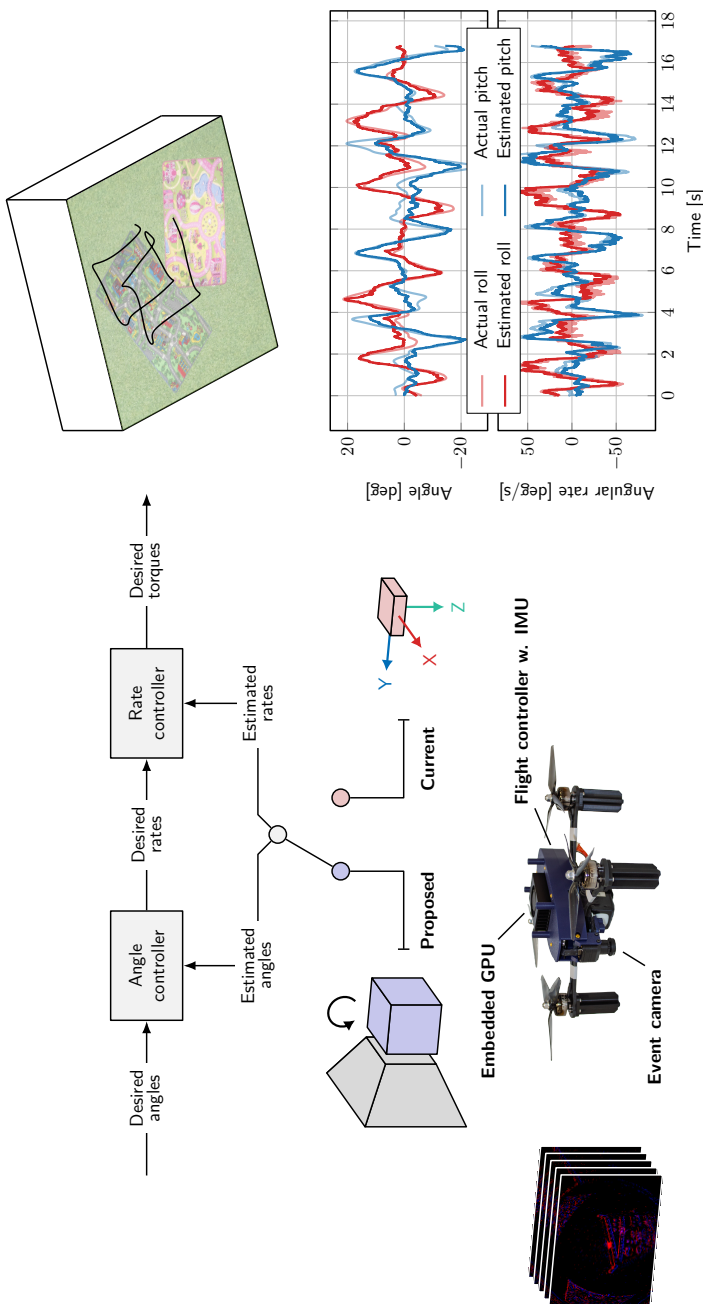 Desired
angles
Angle
controller
Desired
rates
Rate
controller
Desired
torques
Estimated
angles
Estimated
rates
Proposed
Current
Y
X
Z
Embedded GPU
Flight controller w. IMU
Event camera
20
0
−20
Angle [deg]
Actual roll
Actual pitch
Estimated roll
Estimated pitch
50
0
−50
Angular rate [deg/s]
0 2 4 6 8 10 12 14 16 18
Time [s]